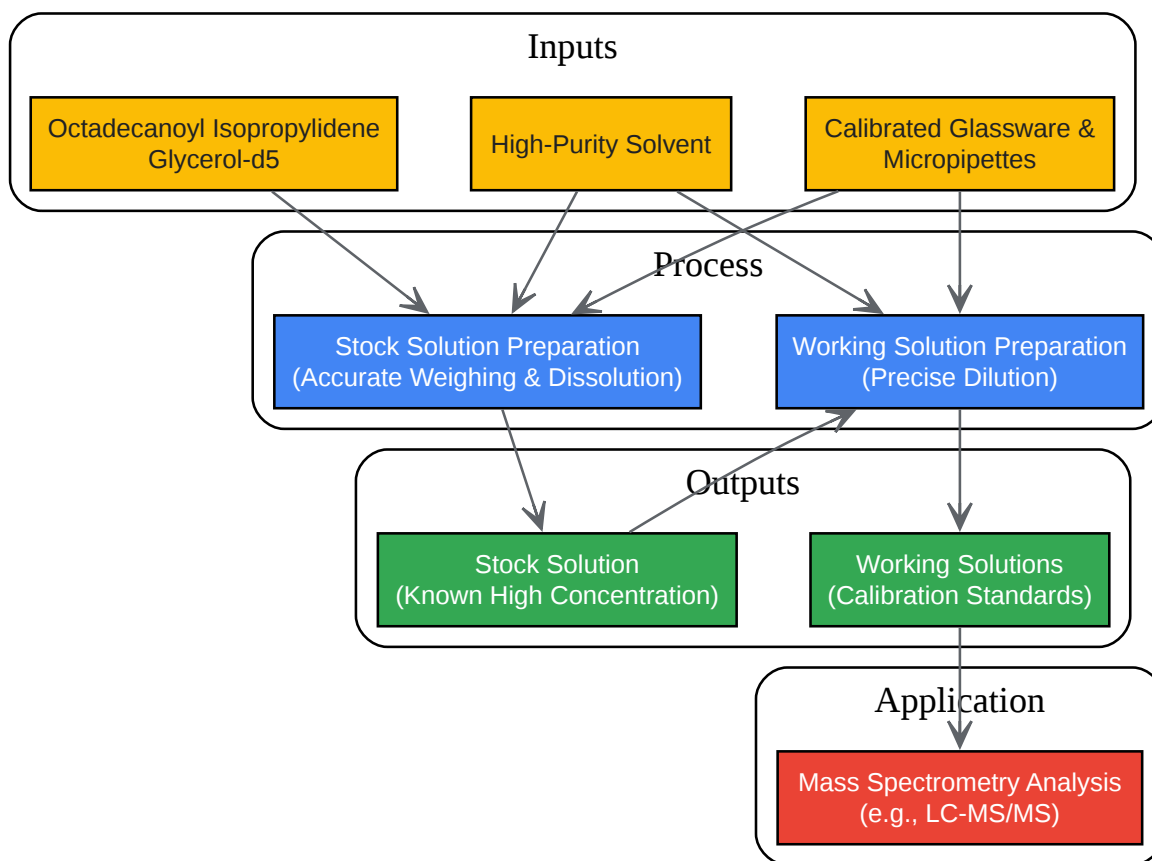 Inputs
Octadecanoyl Isopropylidene
Glycerol-d5
High-Purity Solvent
Calibrated Glassware &
Micropipettes
Process
Stock Solution Preparation
(Accurate Weighing & Dissolution)
Working Solution Preparation
(Precise Dilution)
Outputs
Stock Solution
(Known High Concentration)
Working Solutions
(Calibration Standards)
Application
Mass Spectrometry Analysis
(e.g., LC-MS/MS)